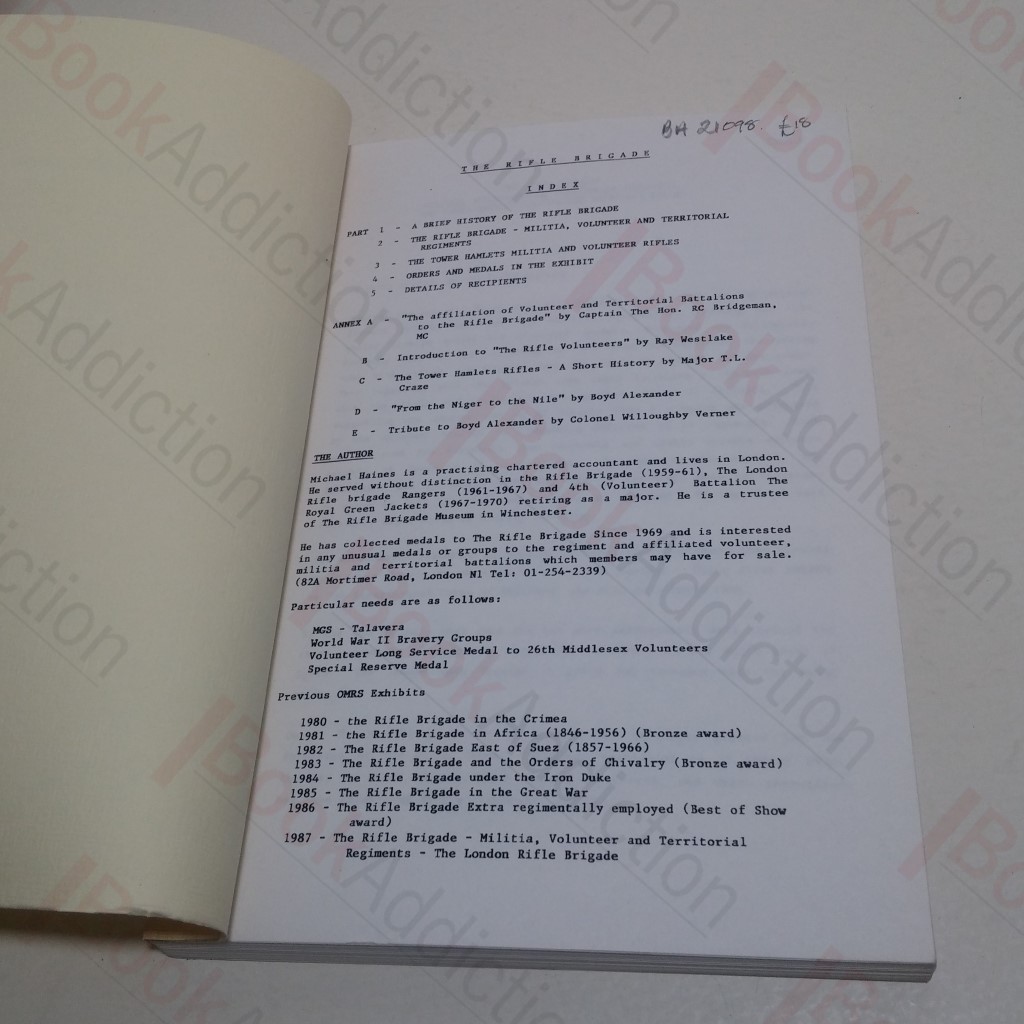 BA 21098. £18
THE RIFLE BRIGADE
INDEX
PART 1 - A BRIEF HISTORY OF THE RIFLE BRIGADE
2 - THE RIFLE BRIGADE - MILITIA, VOLUNTEER AND TERRITORIAL
REGIMENTS
3 - THE TOWER HAMLETS MILITIA AND VOLUNTEER RIFLES
4 - ORDERS AND MEDALS IN THE EXHIBIT
5 - DETAILS OF RECIPIENTS
ANNEX A - "The affiliation of Volunteer and Territorial Battalions
to the Rifle Brigade" by Captain The Hon. RC Bridgeman,
MC
B - Introduction to "The Rifle Volunteers" by Ray Westlake
C - The Tower Hamlets Rifles - A Short History by Major T.L.
Craze
D - "From the Niger to the Nile" by Boyd Alexander
E - Tribute to Boyd Alexander by Colonel Willoughby Verner
THE AUTHOR
Michael Haines is a practising chartered accountant and lives in London.
He served without distinction in the Rifle Brigade (1959-61), The London
Rifle brigade Rangers (1961-1967) and 4th (Volunteer) Battalion The
Royal Green Jackets (1967-1970) retiring as a major. He is a trustee
of The Rifle Brigade Museum in Winchester.
He has collected medals to The Rifle Brigade Since 1969 and is interested
in any unusual medals or groups to the regiment and affiliated volunteer,
militia and territorial battalions which members may have for sale.
(82A Mortimer Road, London N1 Tel: 01-254-2339)
Particular needs are as follows:
MGS - Talavera
World War II Bravery Groups
Volunteer Long Service Medal to 26th Middlesex Volunteers
Special Reserve Medal
Previous OMRS Exhibits
1980 - the Rifle Brigade in the Crimea
1981 - the Rifle Brigade in Africa (1846-1956) (Bronze award)
1982 - The Rifle Brigade East of Suez (1857-1966)
1983 - The Rifle Brigade and the Orders of Chivalry (Bronze award)
1984 - The Rifle Brigade under the Iron Duke
1985 - The Rifle Brigade in the Great War
1986 - The Rifle Brigade Extra regimentally employed (Best of Show
award)
1987 - The Rifle Brigade - Militia, Volunteer and Territorial
Regiments - The London Rifle Brigade
BookAddiction